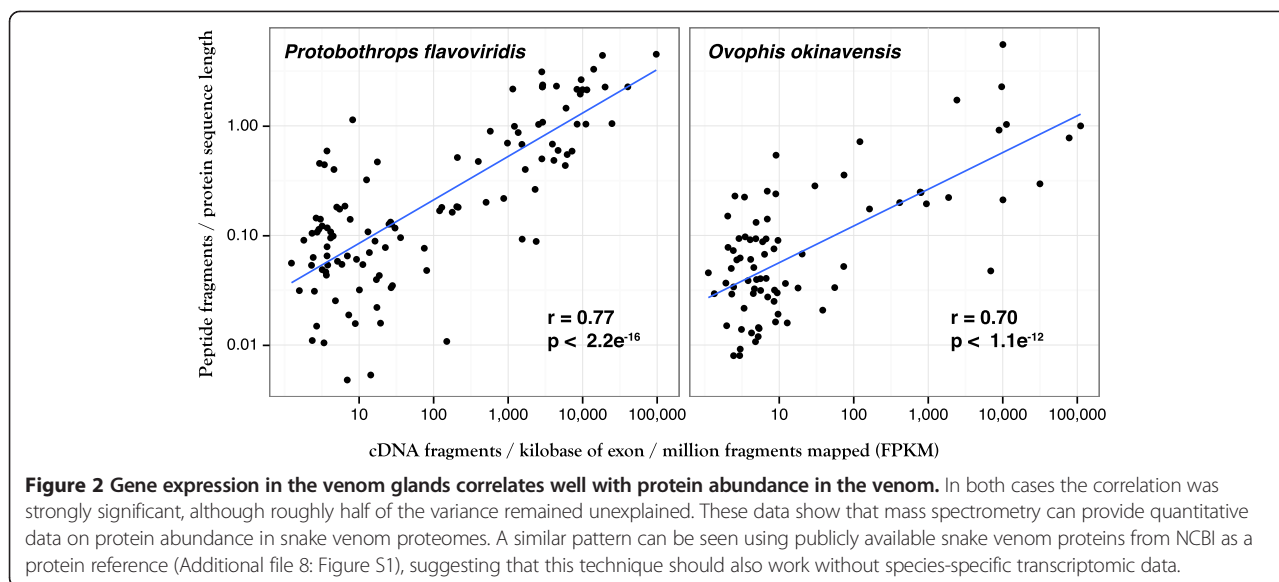 Protobothrops flavoviridis
Ovophis okinavensis
Peptide fragments / protein sequence length
1.00
0.10
0.01
r = 0.77
p < 2.2e-16
r = 0.70
p < 1.1e-12
10 100 1,000 10,000 100,000
10 100 1,000 10,000 100,000
cDNA fragments / kilobase of exon / million fragments mapped (FPKM)
Figure 2 Gene expression in the venom glands correlates well with protein abundance in the venom. In both cases the correlation was
strongly significant, although roughly half of the variance remained unexplained. These data show that mass spectrometry can provide quantitative
data on protein abundance in snake venom proteomes. A similar pattern can be seen using publicly available snake venom proteins from NCBI as a
protein reference (Additional file 8: Figure S1), suggesting that this technique should also work without species-specific transcriptomic data.